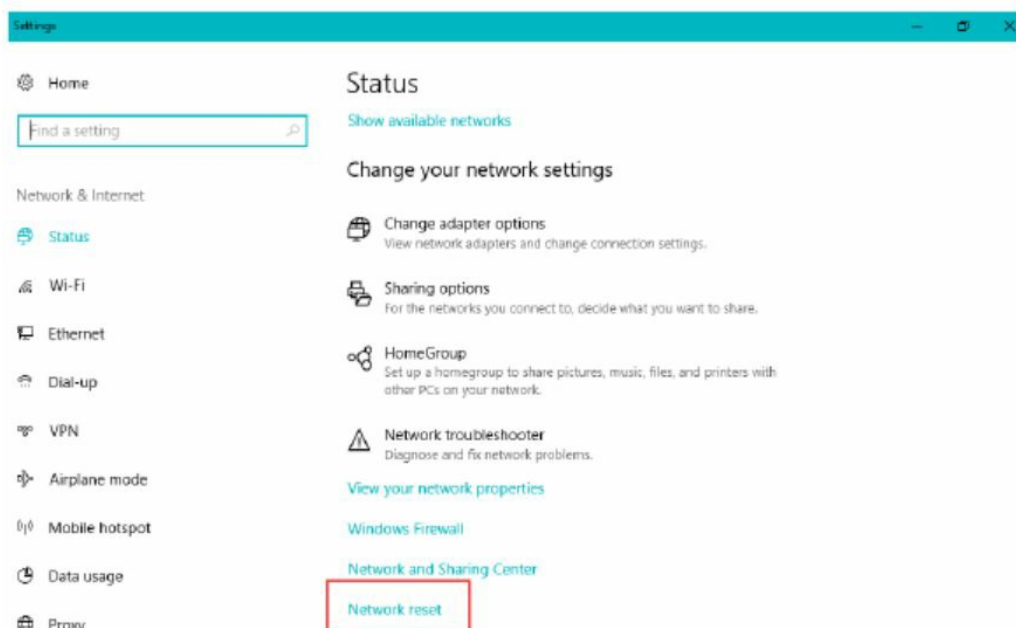 Settings
Home
Find a setting
Network & Internet
Status
Wi-Fi
Ethernet
Dial-up
VPN
Airplane mode
Mobile hotspot
Data usage
Proxy
Status
Show available networks
Change your network settings
Change adapter options
View network adapters and change connection settings.
Sharing options
For the networks you connect to, decide what you want to share.
HomeGroup
Set up a homegroup to share pictures, music, files, and printers with
other PCs on your network.
Network troubleshooter
Diagnose and fix network problems.
View your network properties
Windows Firewall
Network and Sharing Center
Network reset